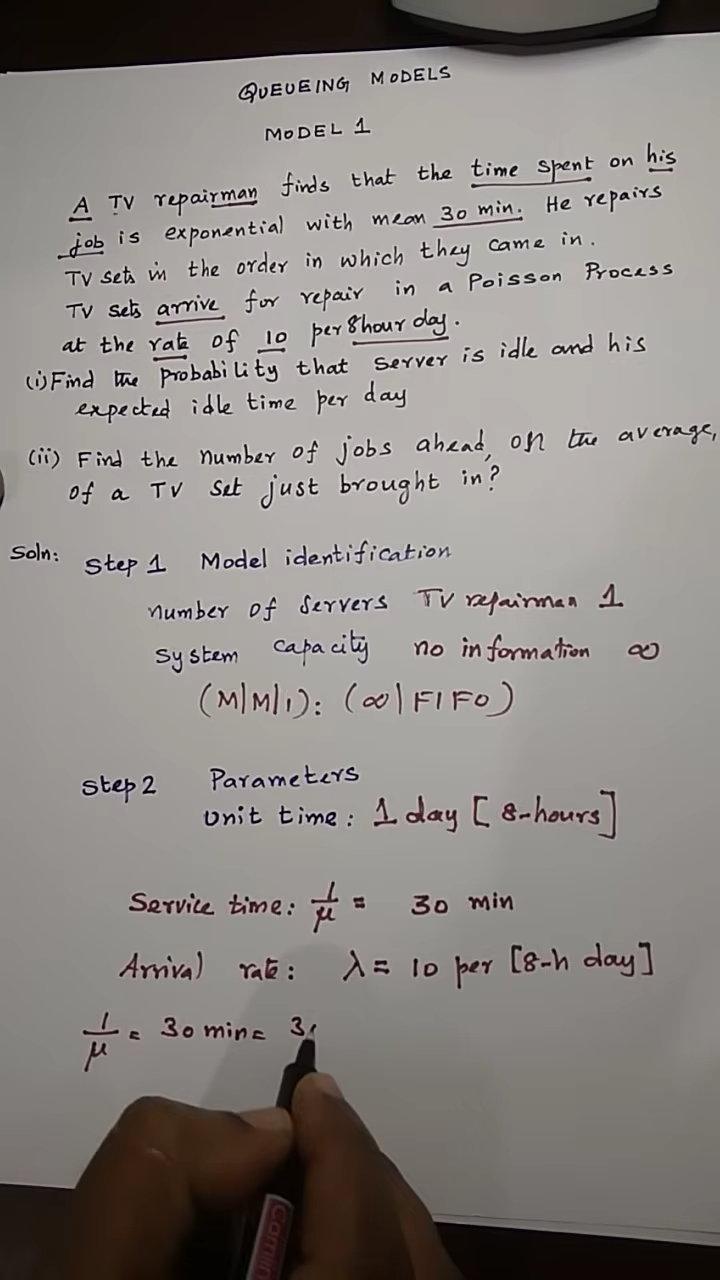 QUEUEING MODELS
MODEL 1
A TV repairman finds that the time spent on his
job is exponential with mean 30 min. He repairs
TV sets in the order in which they came in.
TV sets arrive for repair in a Poisson Process
at the rate of 10 per 8hour day.
(i) Find the probability that server is idle and his
expected idle time per day
(ii) Find the number of jobs ahead, on the average,
of a TV set just brought in?
Soln: Step 1 Model identification
number of servers TV repairman 1
system capacity no information ∞
(M|M|1): (∞|FIFO)
Step 2 Parameters
Unit time: 1 day [8-hours]
Service time: 1/μ = 30 min
Arrival rate: λ = 10 per [8-h day]
1/μ = 30 min = 3